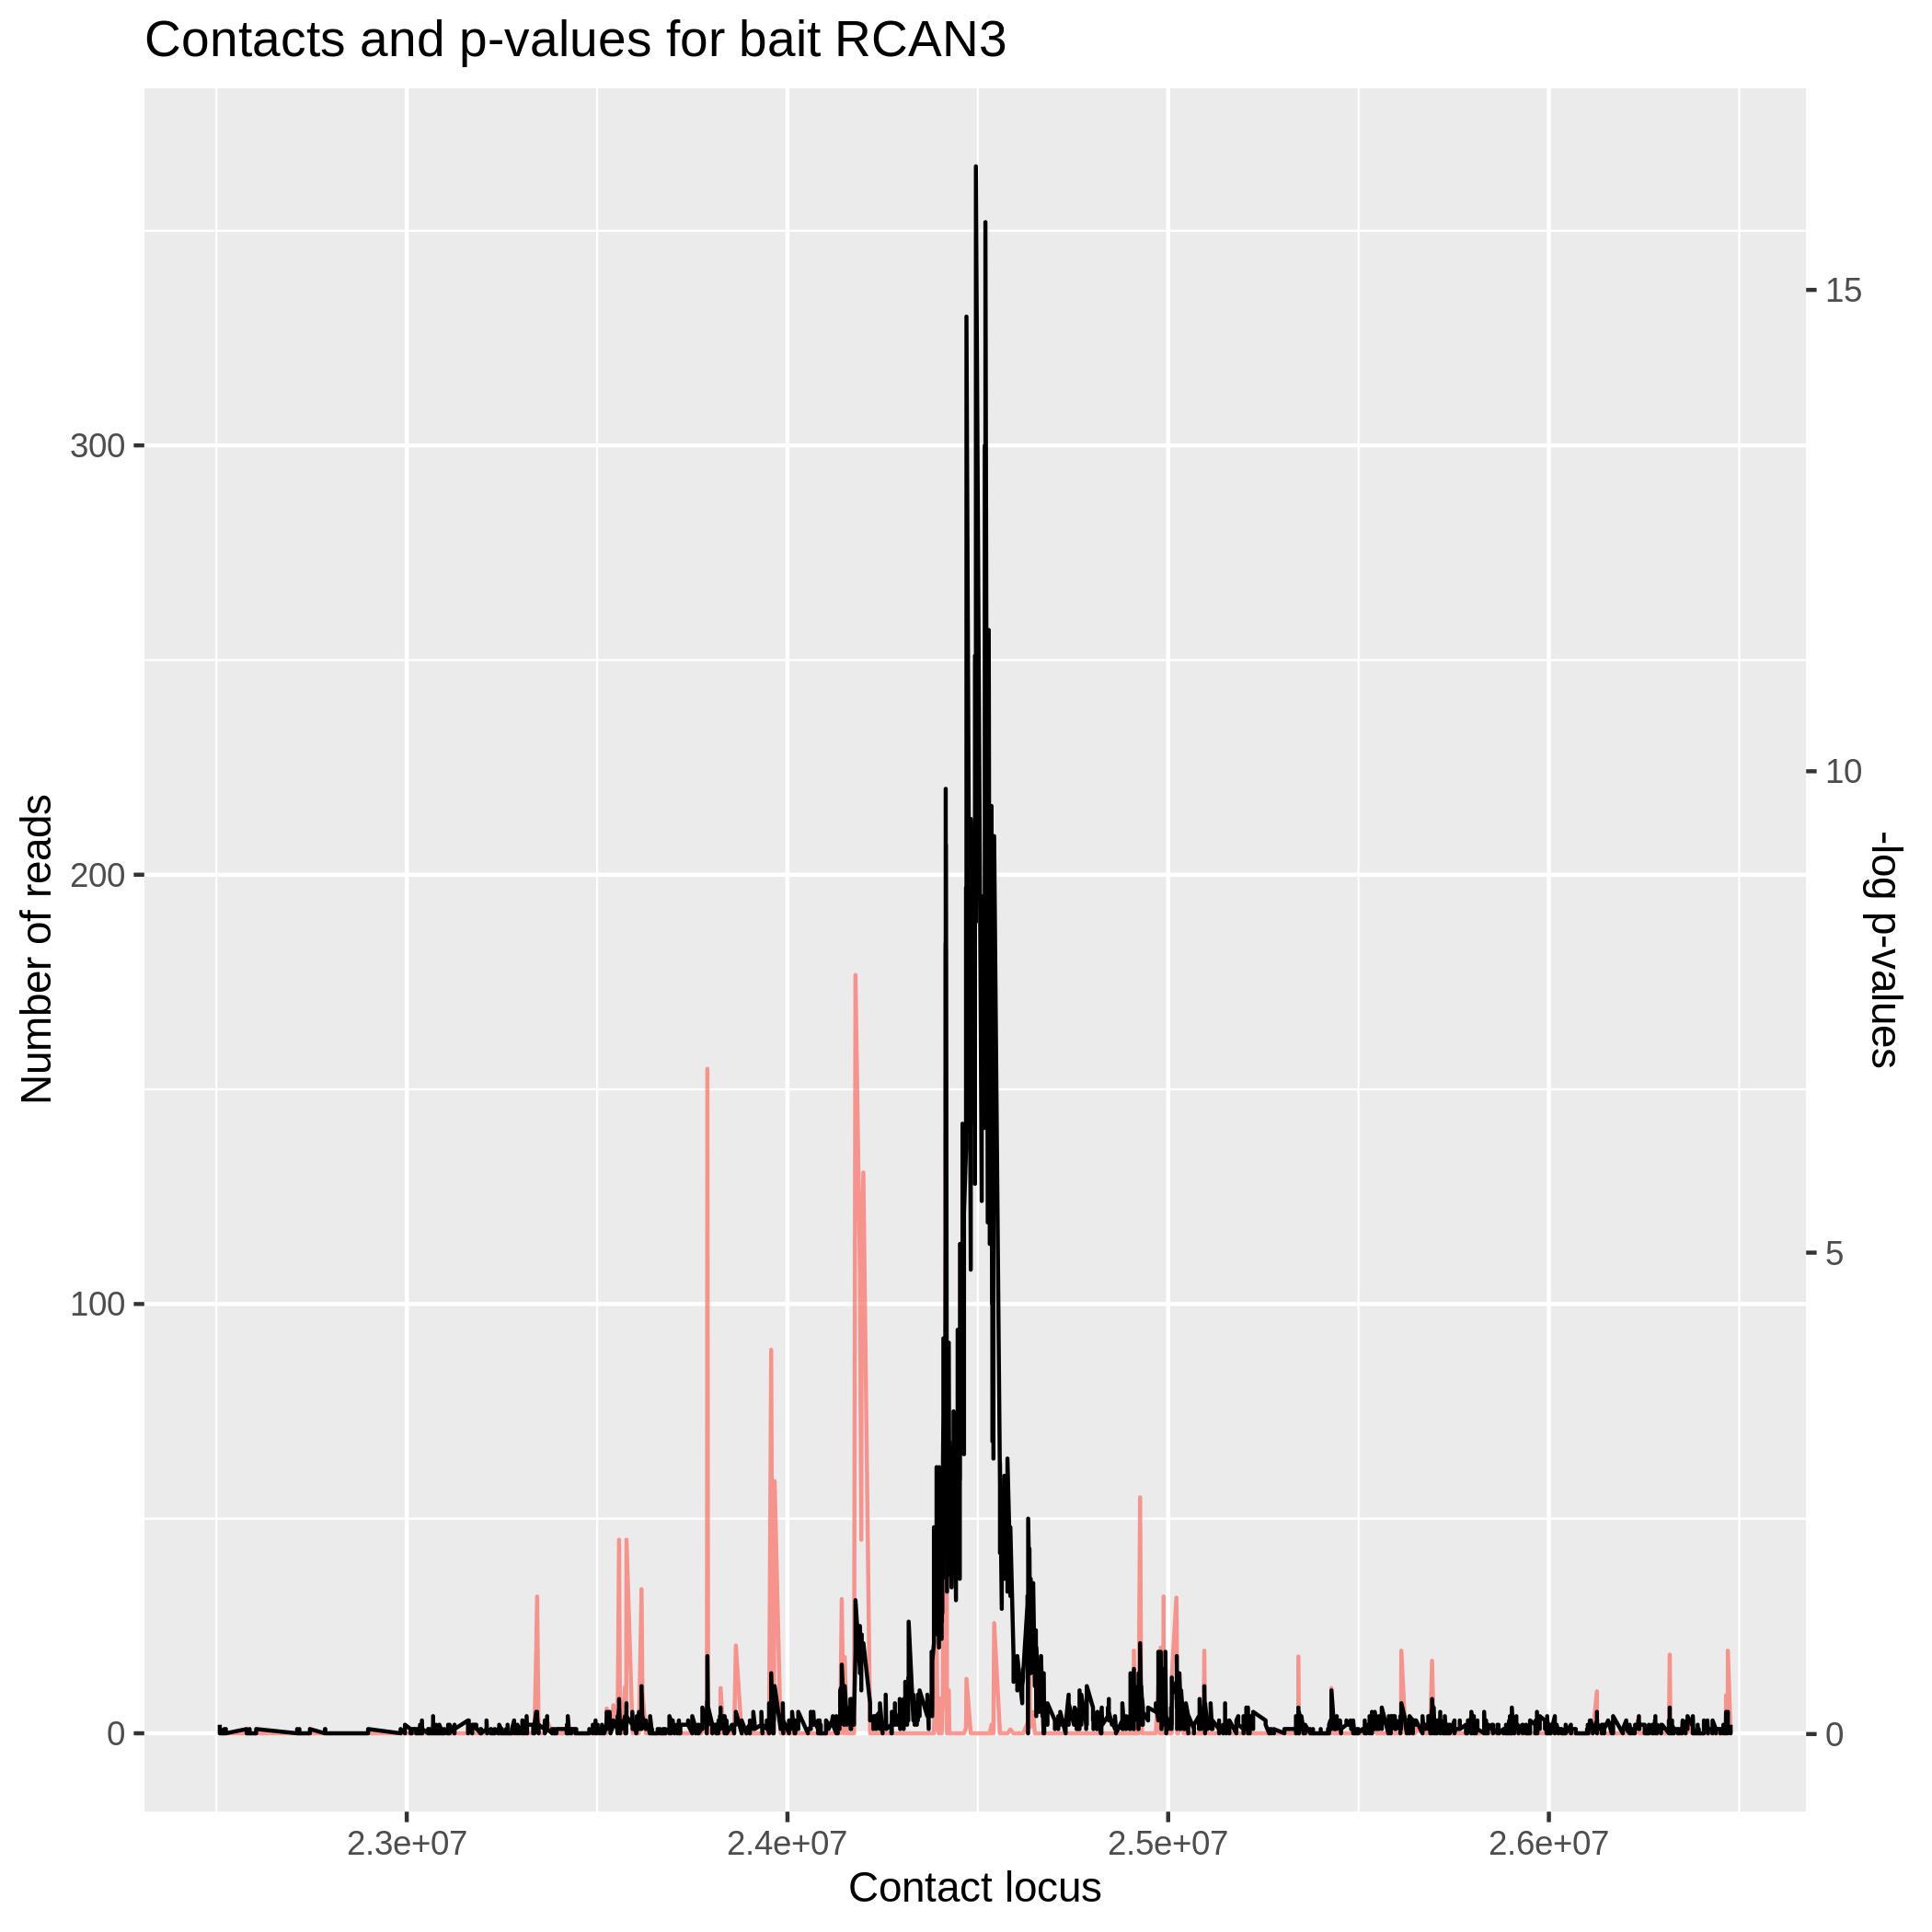 Contacts and p-values for bait RCAN3
Number of reads
300
200
100
0
15
10
5
0
-log p-values
2.3e+07 2.4e+07 2.5e+07 2.6e+07
Contact locus